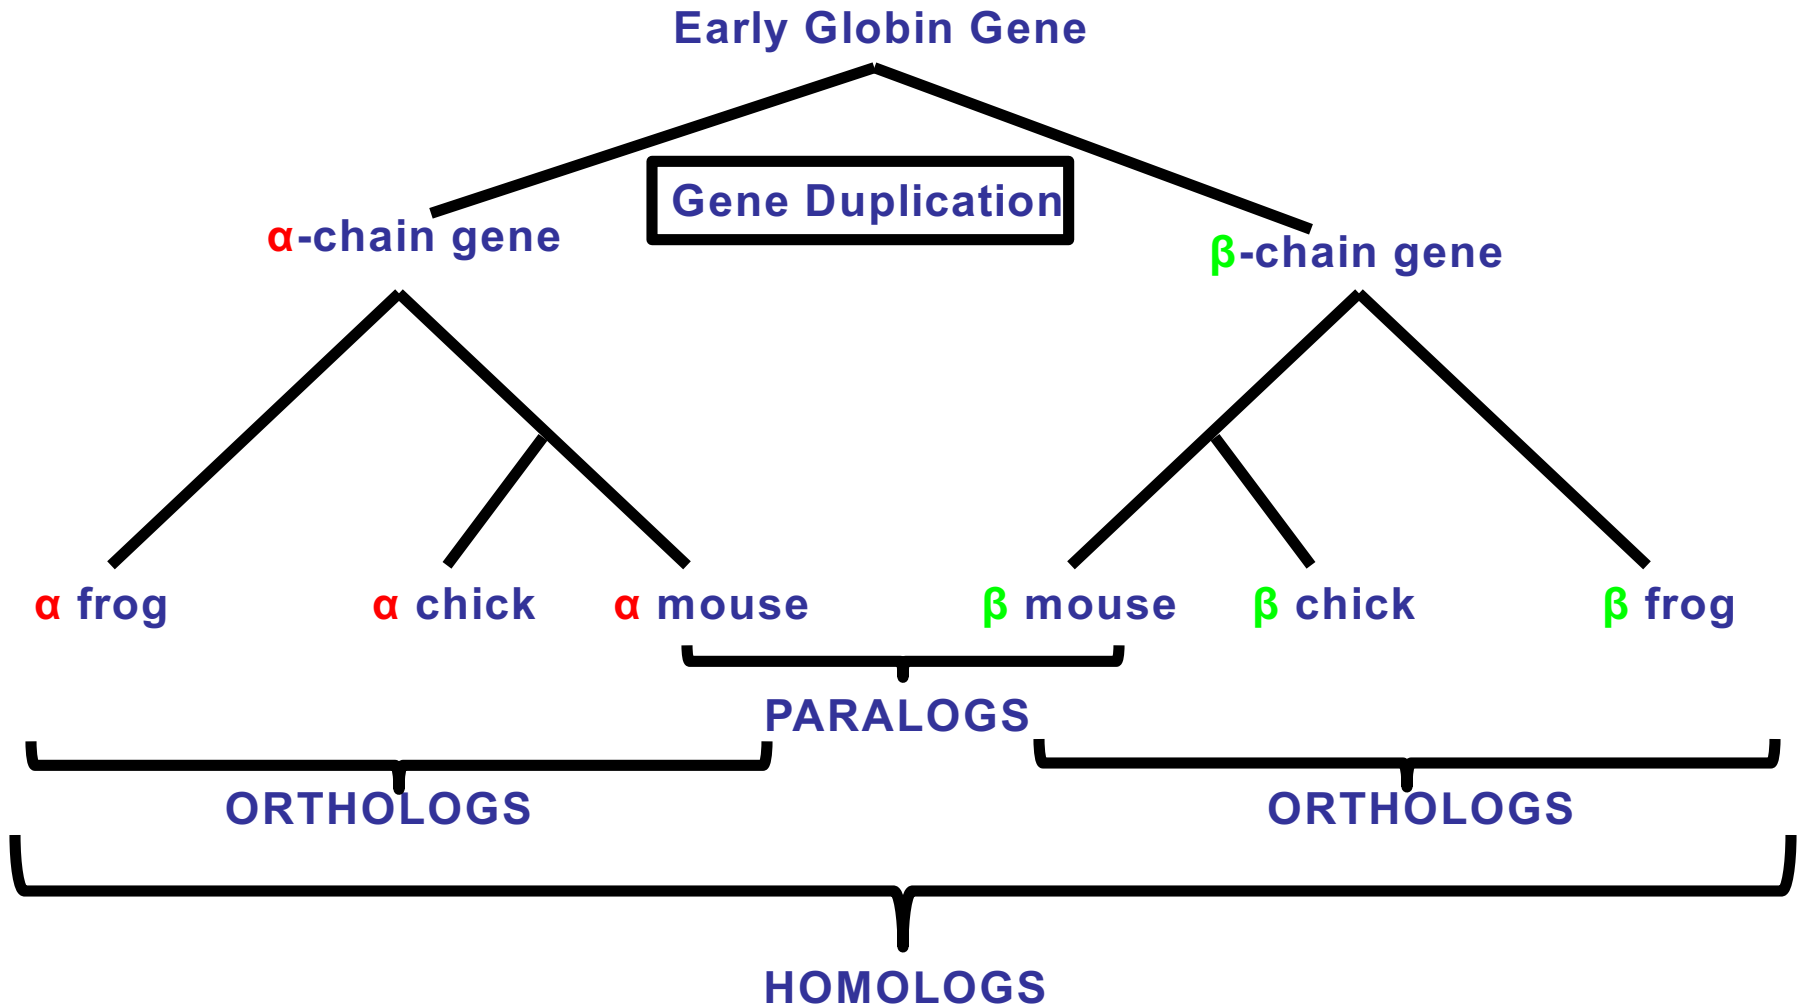 Early Globin Gene
Gene Duplication
α-chain gene
β-chain gene
α frog
α chick
α mouse
β mouse
β chick
β frog
PARALOGS
ORTHOLOGS
ORTHOLOGS
HOMOLOGS